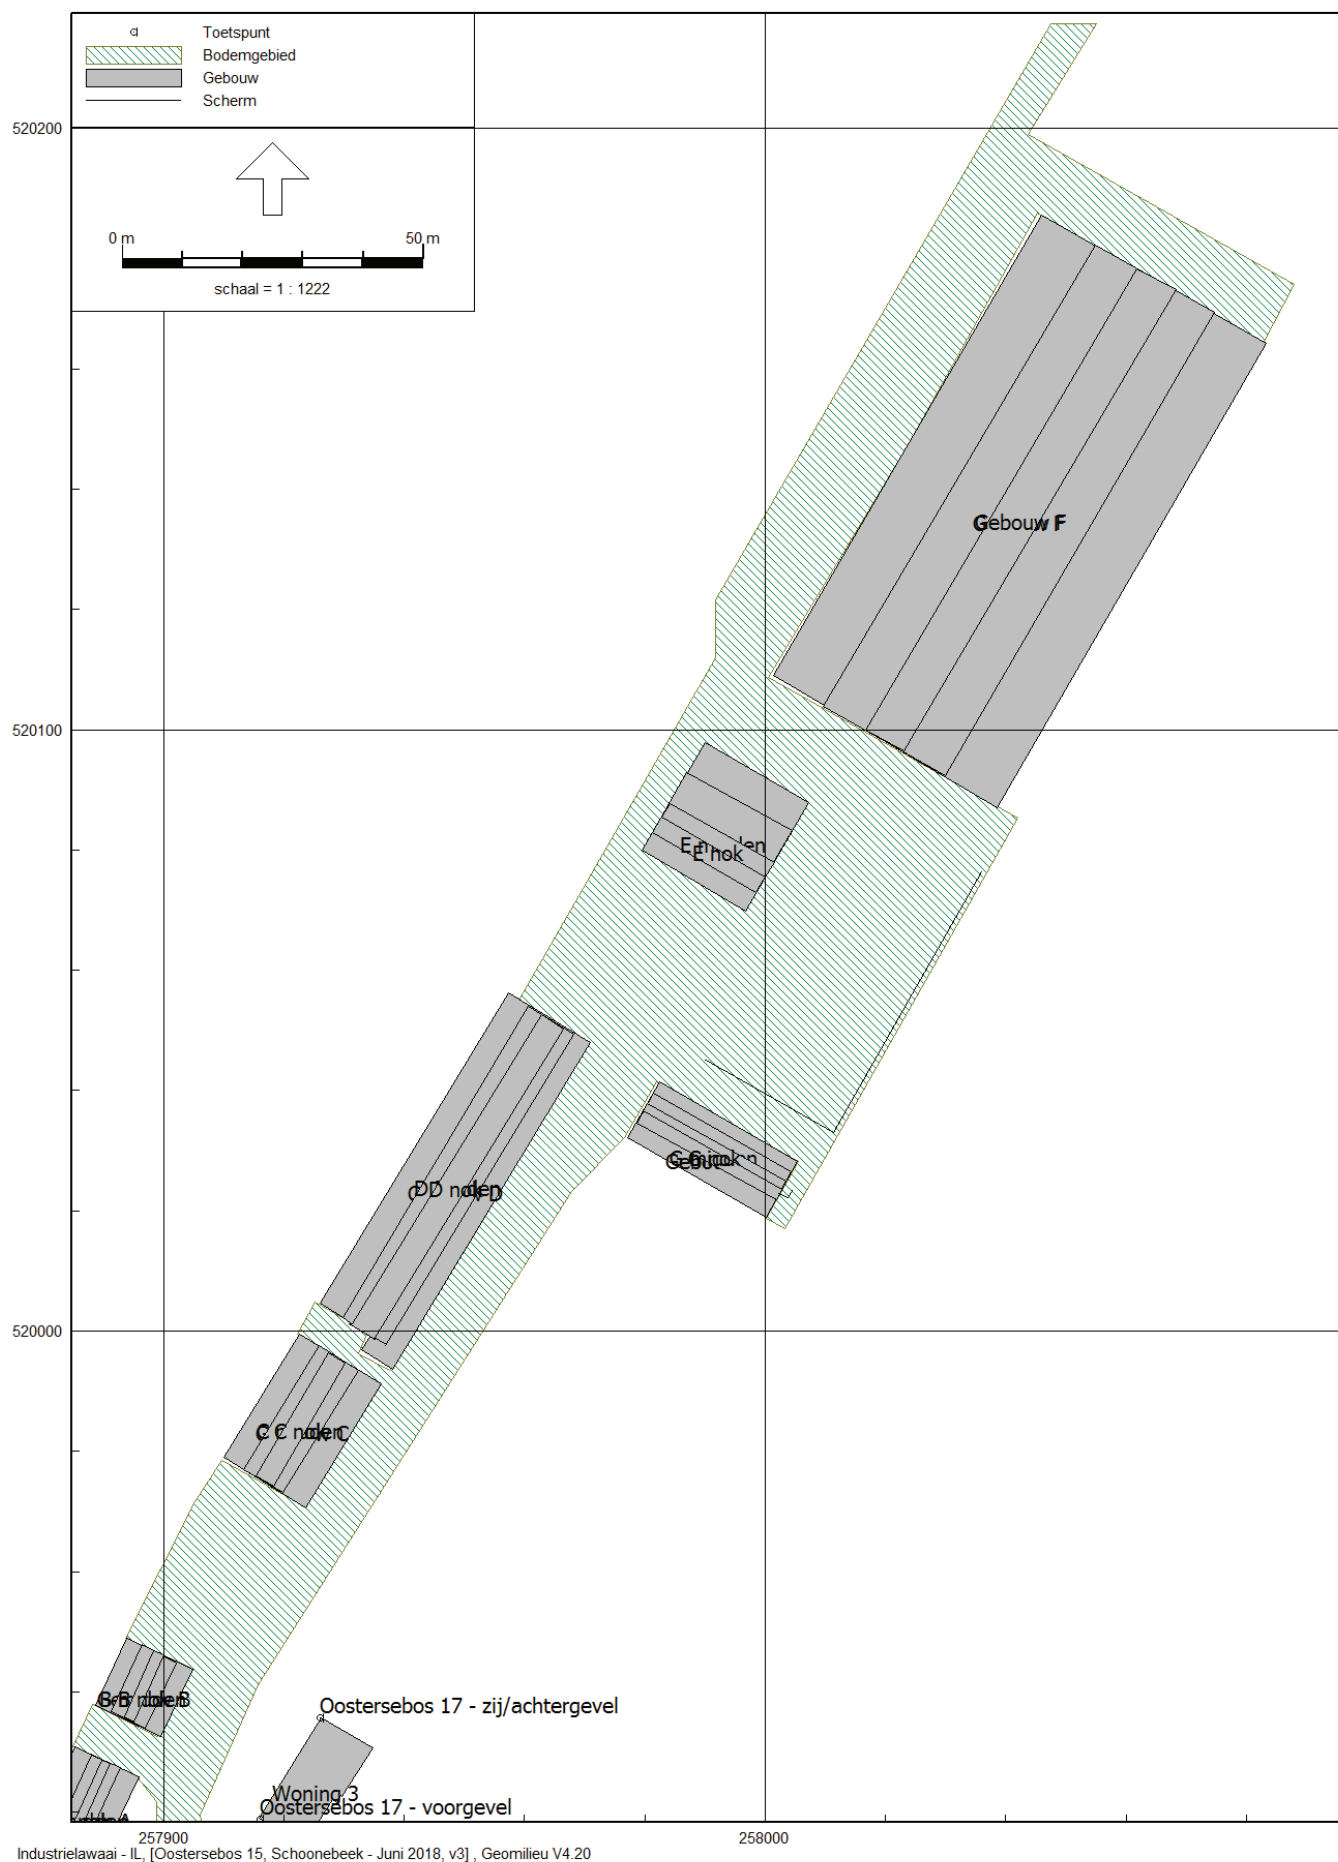 Toetspunt
Bodemgebied
Gebouw
Scherm
520200
0 m 50 m
schaal = 1 : 1222
Gebouw F
520100
E nok
D nok
520000
C
Oostersebos 17 - zij/achtergevel
Woning 3
Oostersebos 17 - voorgevel
257900 258000
Industrielawaai - IL, [Oostersebos 15, Schoonebeek - Juni 2018, v3] , Geomilieu V4.20